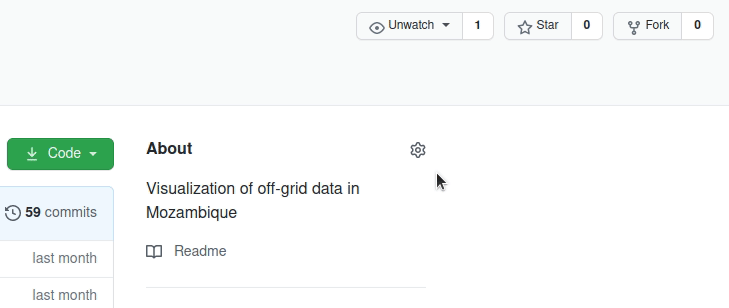 Unwatch 1 Star 0 Fork 0
Code
About
Visualization of off-grid data in
Mozambique
59 commits
Readme
last month
last month